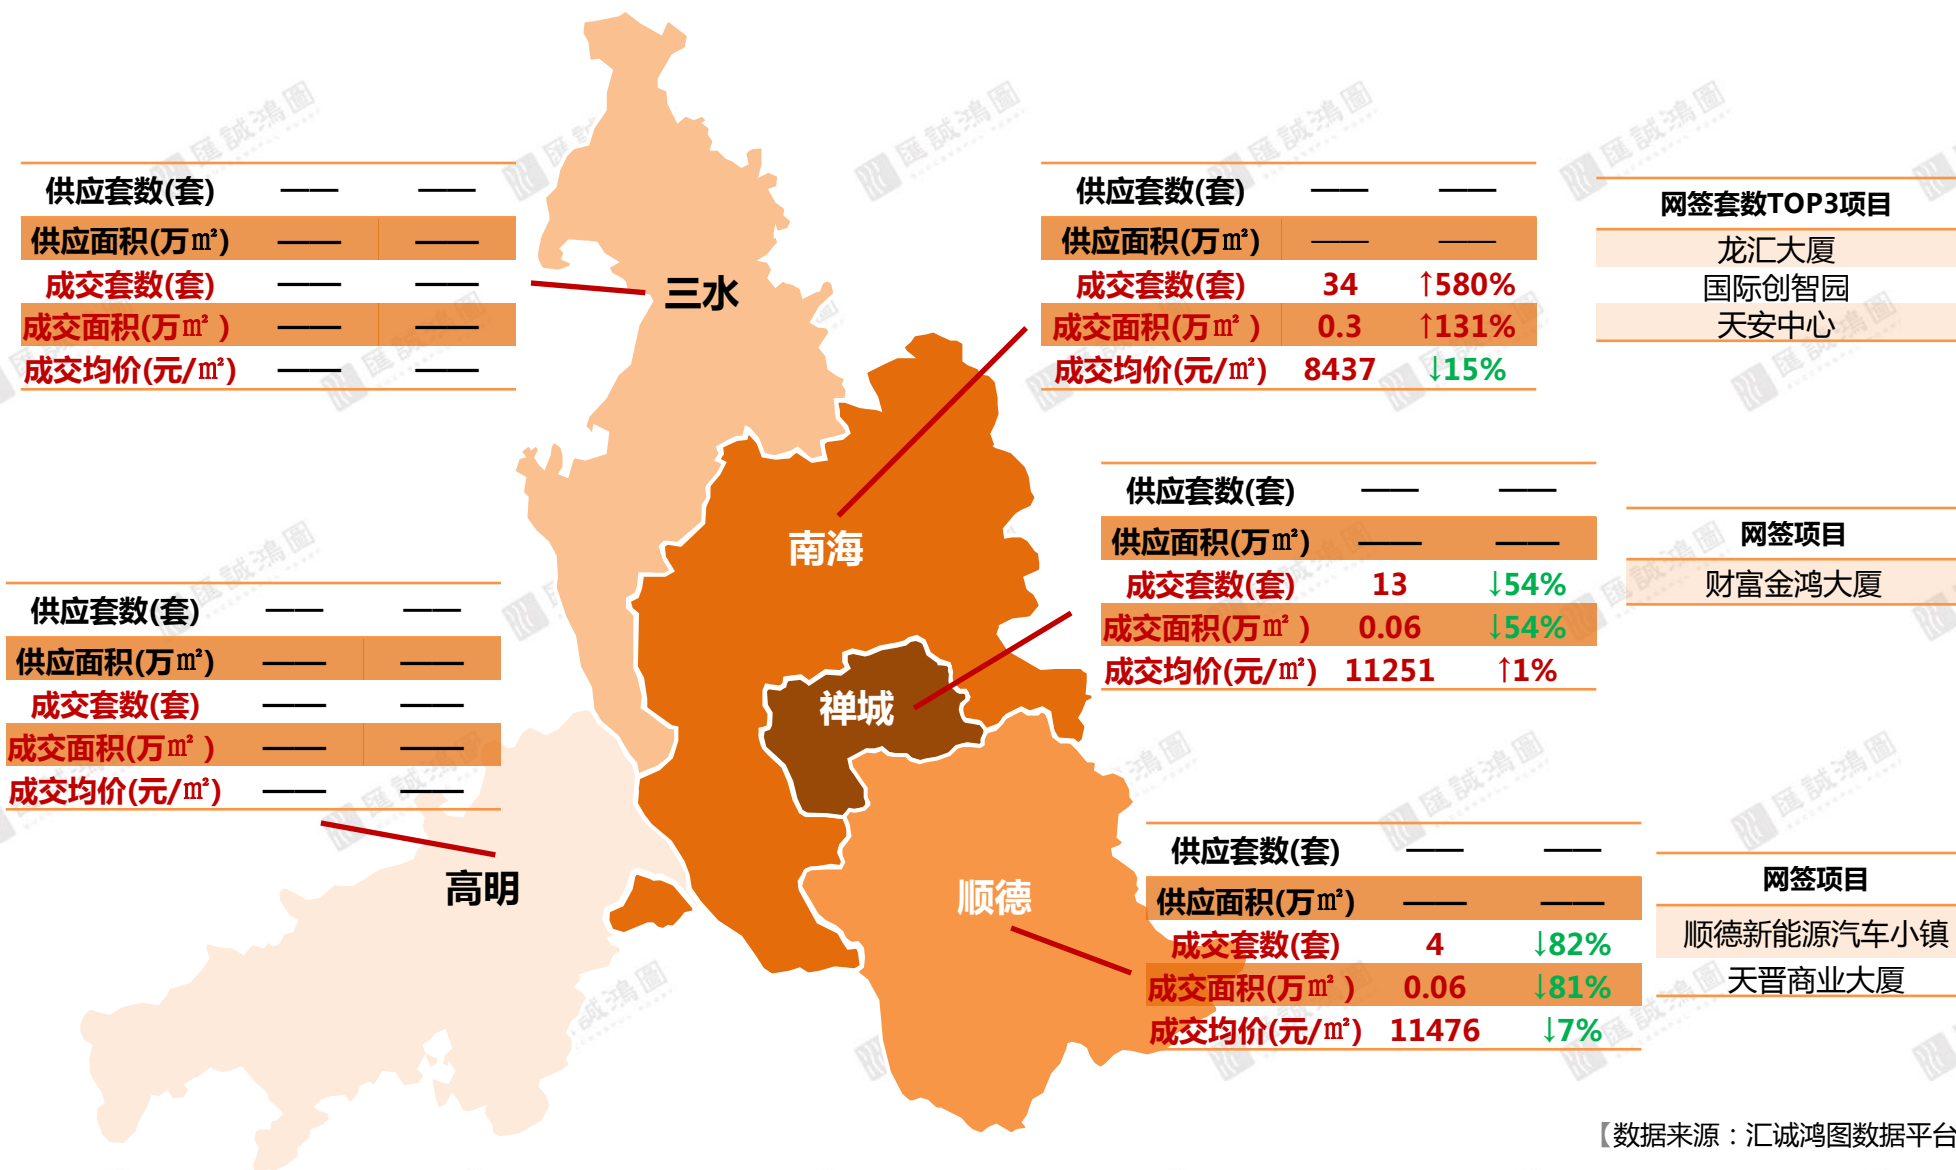 供应套数(套) —— ——
供应面积(万㎡) —— ——
成交套数(套) —— ——
成交面积(万㎡ ) —— ——
成交均价(元/㎡) —— ——
三水
供应套数(套) —— ——
供应面积(万㎡) —— ——
成交套数(套) 34 ↑580%
成交面积(万㎡ ) 0.3 ↑131%
成交均价(元/㎡) 8437 ↓15%
网签套数TOP3项目
龙汇大厦
国际创智园
天安中心
南海
供应套数(套) —— ——
供应面积(万㎡) —— ——
成交套数(套) 13 ↓54%
成交面积(万㎡ ) 0.06 ↓54%
成交均价(元/㎡) 11251 ↑1%
网签项目
财富金鸿大厦
禅城
供应套数(套) —— ——
供应面积(万㎡) —— ——
成交套数(套) —— ——
成交面积(万㎡ ) —— ——
成交均价(元/㎡) —— ——
高明
顺德
供应套数(套) —— ——
供应面积(万㎡) —— ——
成交套数(套) 4 ↓82%
成交面积(万㎡ ) 0.06 ↓81%
成交均价(元/㎡) 11476 ↓7%
网签项目
顺德新能源汽车小镇
天晋商业大厦
【数据来源：汇诚鸿图数据平台
匯誠鴻圖